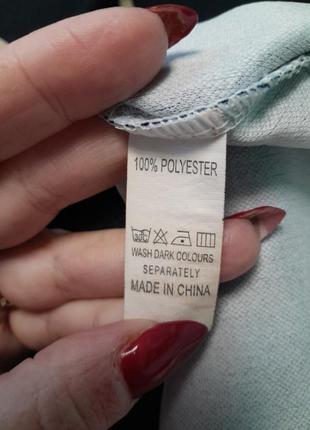 100% POLYESTER
WASH DARK COLOURS
SEPARATELY
MADE IN CHINA